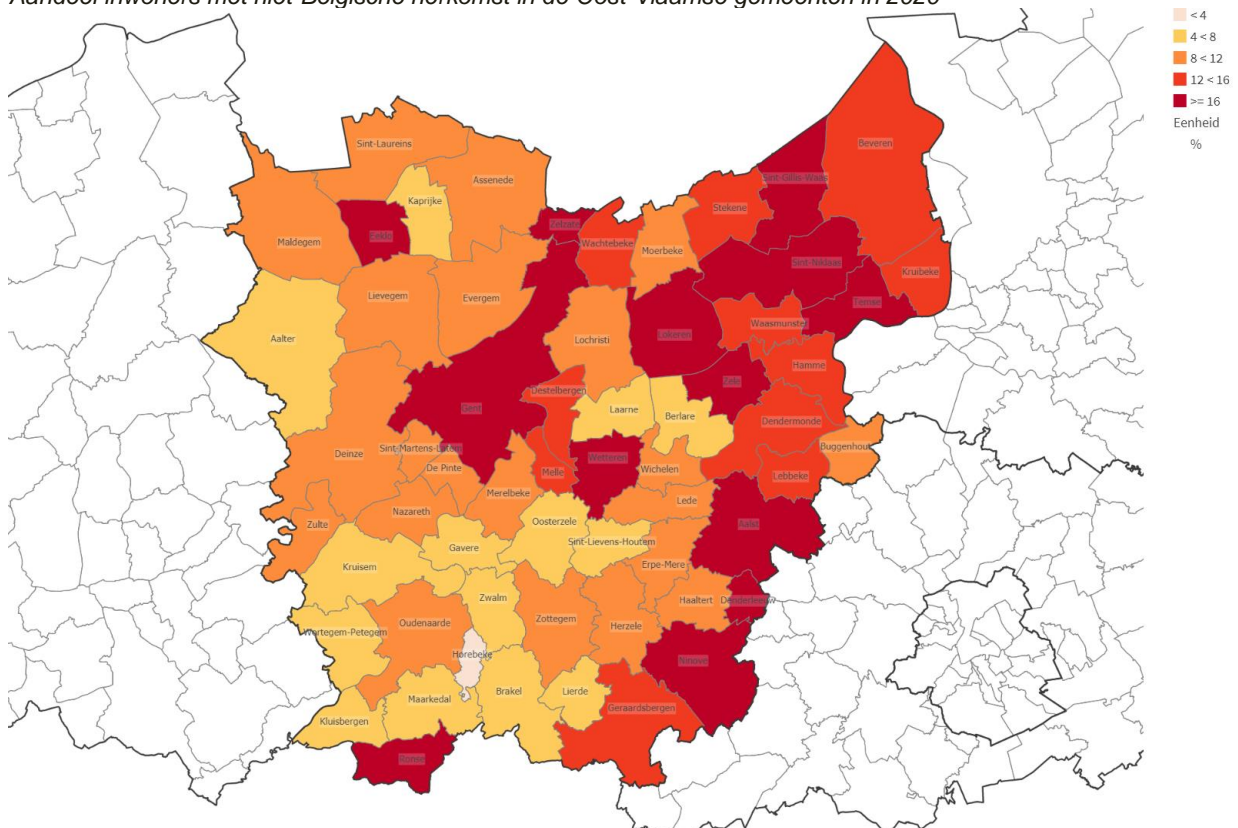 Aandeel inwoners met niet-Belgische herkomst in de Oost-Vlaamse gemeenten in 2020
< 4
4 < 8
8 < 12
12 < 16
>= 16
Eenheid
%
Beveren
Sint-Laureins
Assenede
Sint-Gillis-Waas
Kaprijke
Stekene
Eeklo
Zelzate
Maldegem
Wachtebeke
Moerbeke
Sint-Niklaas
Kruibeke
Lievegem
Evergem
Temse
Waasmunster
Aalter
Lochristi
Lokeren
Hamme
Zele
Destelbergen
Gent
Laarne
Berlare
Dendermonde
Buggenhout
Sint-Martens-Latem
Deinze
Wetteren
De Pinte
Wichelen
Melle
Lebbeke
Merelbeke
Lede
Nazareth
Zulte
Oosterzele
Aalst
Sint-Lievens-Houtem
Gavere
Erpe-Mere
Kruisem
Zwalm
Haaltert
Denderleeuw
Oudenaarde
Zottegem
Herzele
Wortegem-Petegem
Horebeke
Ninove
Brakel
Lierde
Maarkedal
Geraardsbergen
Kluisbergen
Ronse